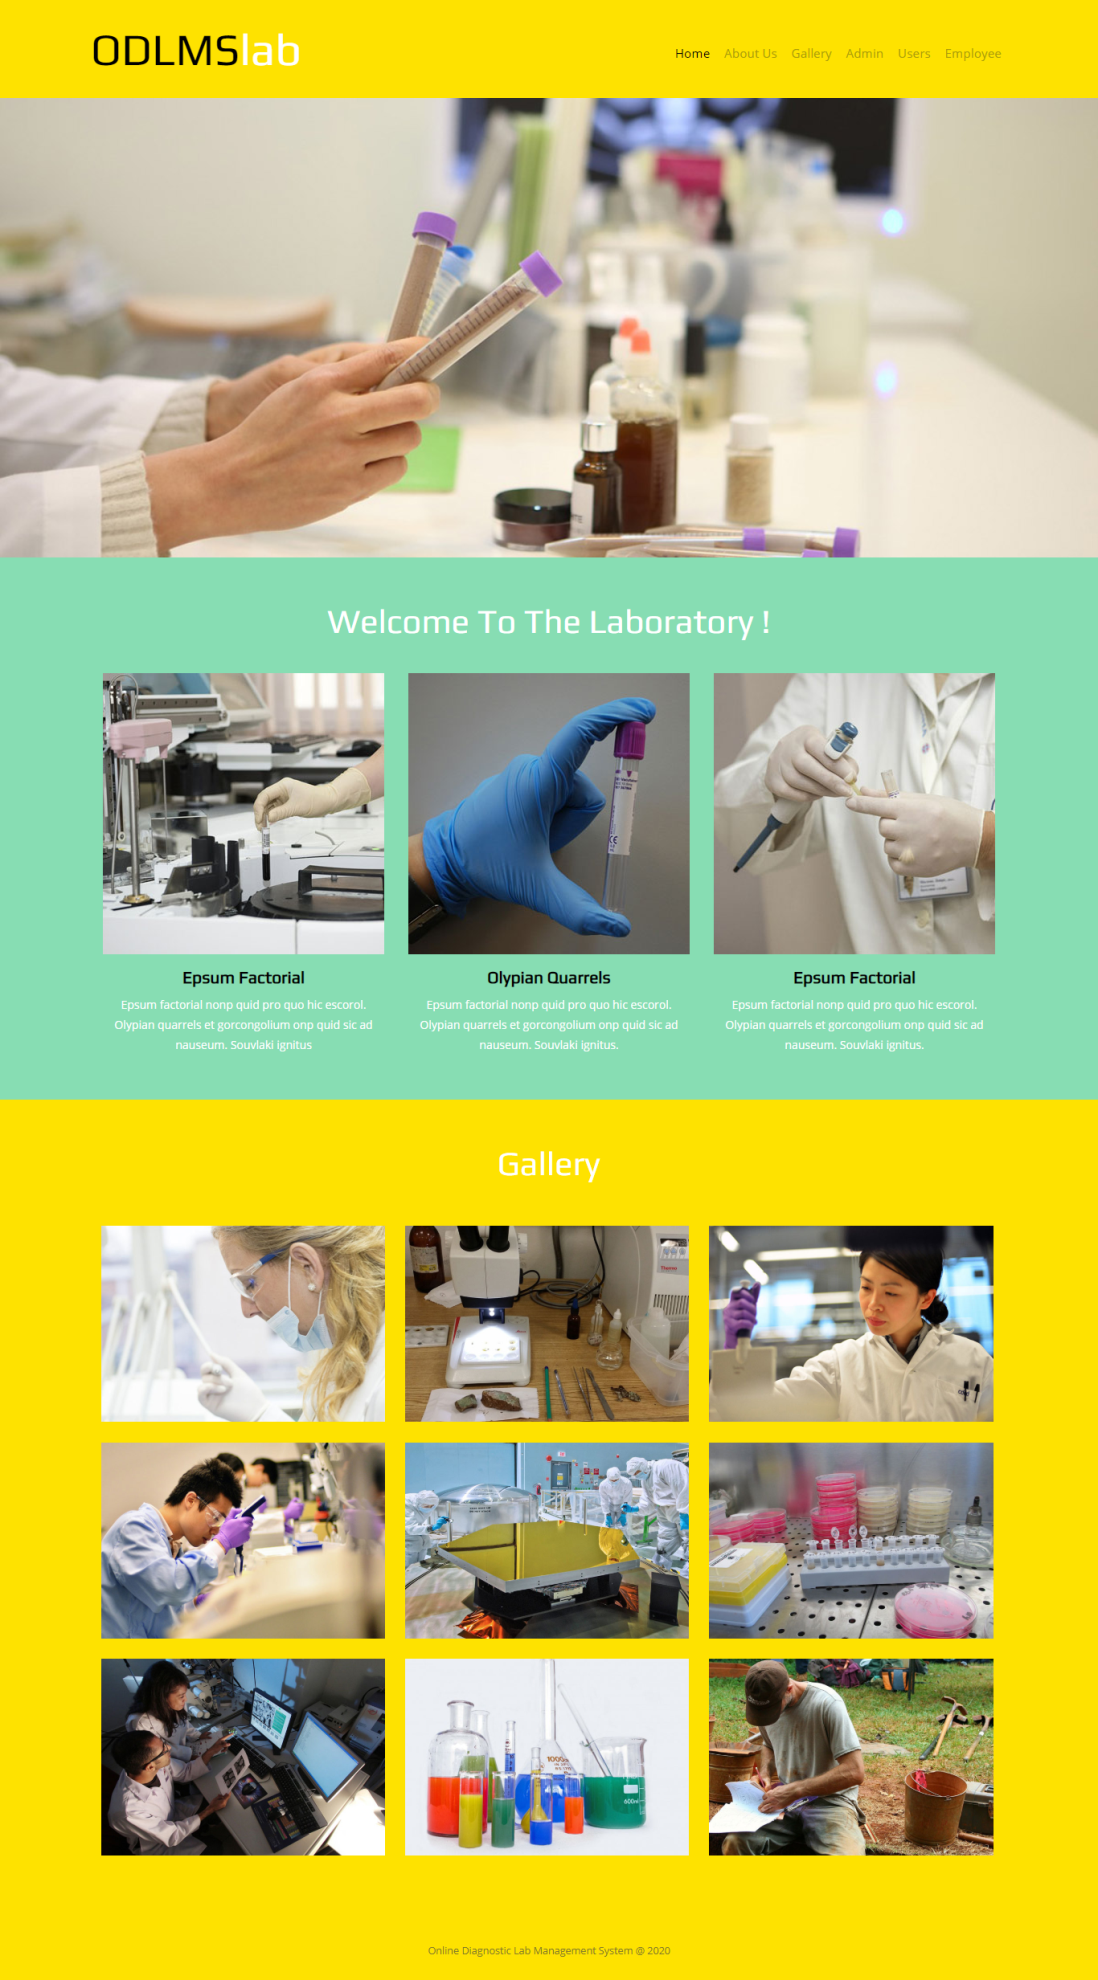 ODLMSlab
Home About Us Gallery Admin Users Employee
Welcome To The Laboratory !
Epsum Factorial
Epsum factorial nonp quid pro quo hic escorol.
Olypian quarrels et gorcongolium onp quid sic ad
nauseum. Souvlaki ignitus
Olypian Quarrels
Epsum factorial nonp quid pro quo hic escorol.
Olypian quarrels et gorcongolium onp quid sic ad
nauseum. Souvlaki ignitus.
Epsum Factorial
Epsum factorial nonp quid pro quo hic escorol.
Olypian quarrels et gorcongolium onp quid sic ad
nauseum. Souvlaki ignitus.
Gallery
1000
600
Online Diagnostic Lab Management System @ 2020